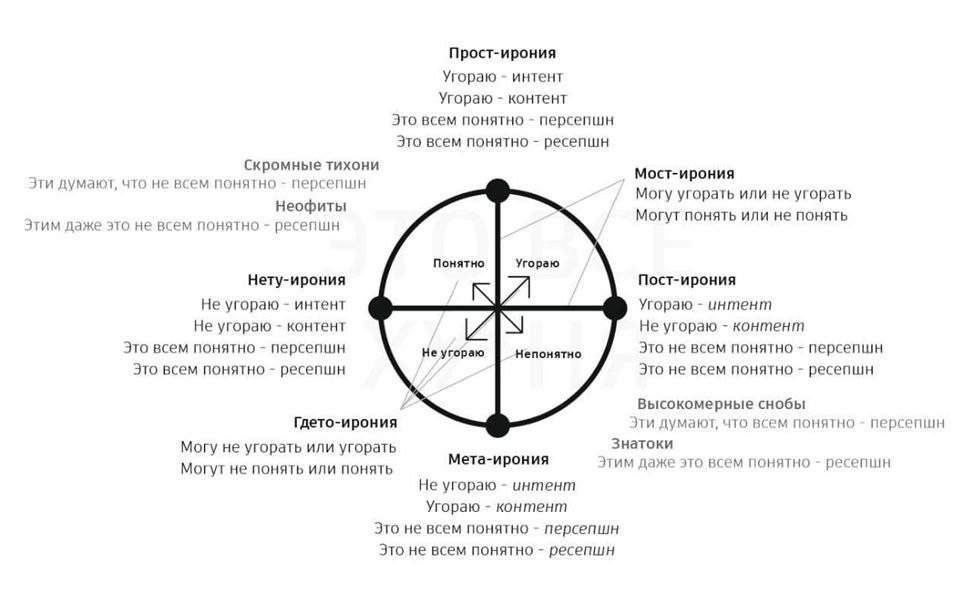 Прост-ирония
Угораю - интент
Угораю - контент
Это всем понятно - персепшн
Это всем понятно - ресепшн
Скромные тихони
Эти думают, что не всем понятно - персепшн
Неофиты
Этим даже это не всем понятно - ресепшн
Мост-ирония
Могу угорать или не угорать
Могут понять или не понять
ЭТО ВСЕ
Понятно
Угораю
Нету-ирония
Не угораю - интент
Не угораю - контент
Это всем понятно - персепшн
Это всем понятно - ресепшн
Пост-ирония
Угораю - интент
Не угораю - контент
Это не всем понятно - персепшн
Это не всем понятно - ресепшн
ХУЙНЯ
Не угораю
Непонятно
Гдето-ирония
Могу не угорать или угорать
Могут не понять или понять
Высокомерные снобы
Эти думают, что всем понятно - персепшн
Знатоки
Этим даже это всем понятно - ресепшн
Мета-ирония
Не угораю - интент
Угораю - контент
Это не всем понятно - персепшн
Это не всем понятно - ресепшн